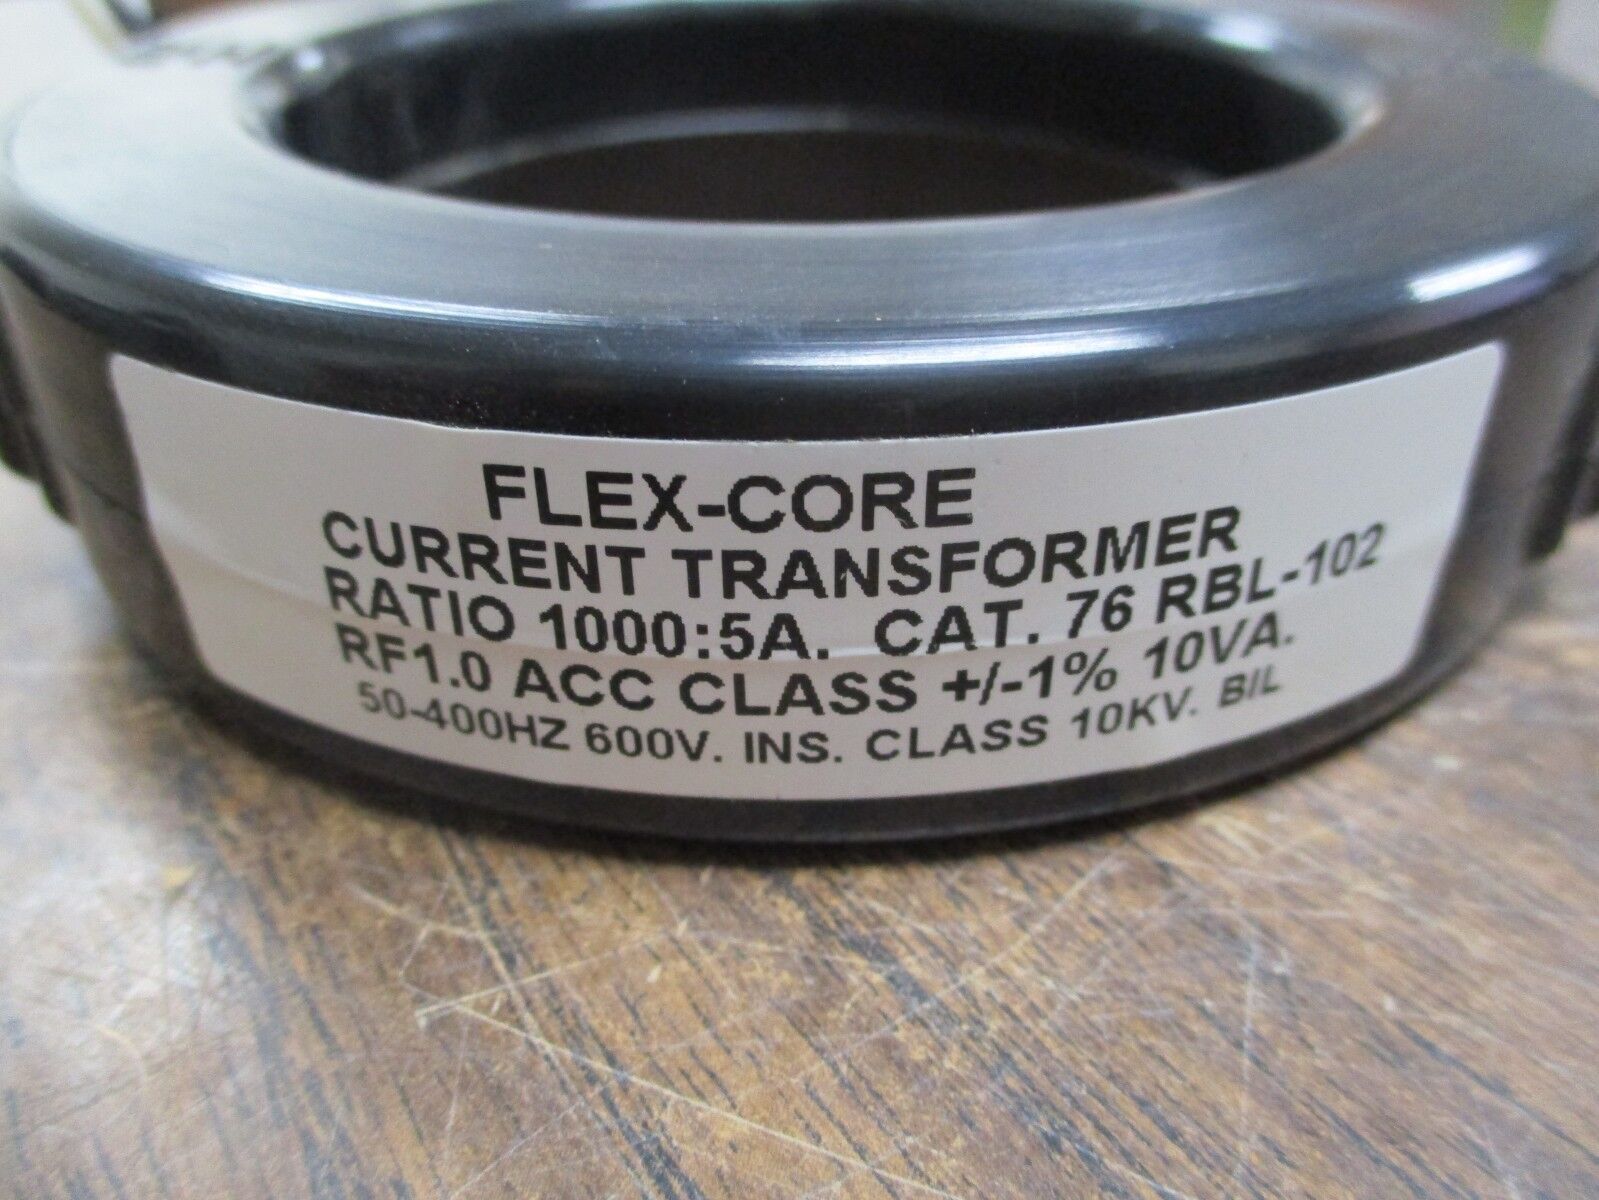 FLEX-CORE
CURRENT TRANSFORMER
RATIO 1000:5A. CAT. 76 RBL-102
RF1.0 ACC CLASS +/-1% 10VA.
50-400HZ 600V. INS. CLASS 10KV. BIL